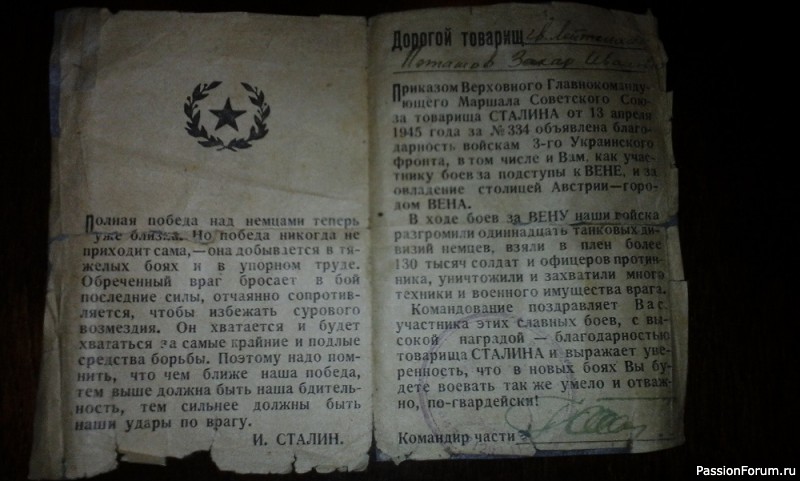 Полная победа над немцами теперь
уже близка. Но победа никогда не
приходит сама,—она добывается в тя-
желых боях и в упорном труде.
Обреченный враг бросает в бой
последние силы, отчаянно сопротив-
ляется, чтобы избежать сурового
возмездия. Он хватается и будет
хвататься за самые крайние и подлые
средства борьбы. Поэтому надо пом-
нить, что чем ближе наша победа,
тем выше должна быть наша бдитель-
ность, тем сильнее должны быть
наши удары по врагу.
И. СТАЛИН.
Дорогой товарищ гв. Лейтенант
Поташов Захар
Приказом Верховного Главнокоманду-
ющего Маршала Советского Сою-
за товарища СТАЛИНА от 13 апреля
1945 года за № 334 объявлена благо-
дарность войскам 3-го Украинского
фронта, в том числе и Вам, как учас-
тнику боев за подступы к ВЕНЕ, и за
овладение столицей Австрии—горо-
дом ВЕНА.
В ходе боев за ВЕНУ наши войска
разгромили одиннадцать танковых ди-
визий немцев, взяли в плен более
130 тысяч солдат и офицеров против-
ника, уничтожили и захватили много
техники и военного имущества врага.
Командование поздравляет Вас,
участника этих славных боев, с вы-
сокой наградой — благодарностью
товарища СТАЛИНА и выражает уве-
ренность, что в новых боях Вы бу-
дете воевать так же умело и отваж-
но, по-гвардейски!
Командир части
PassionForum.ru